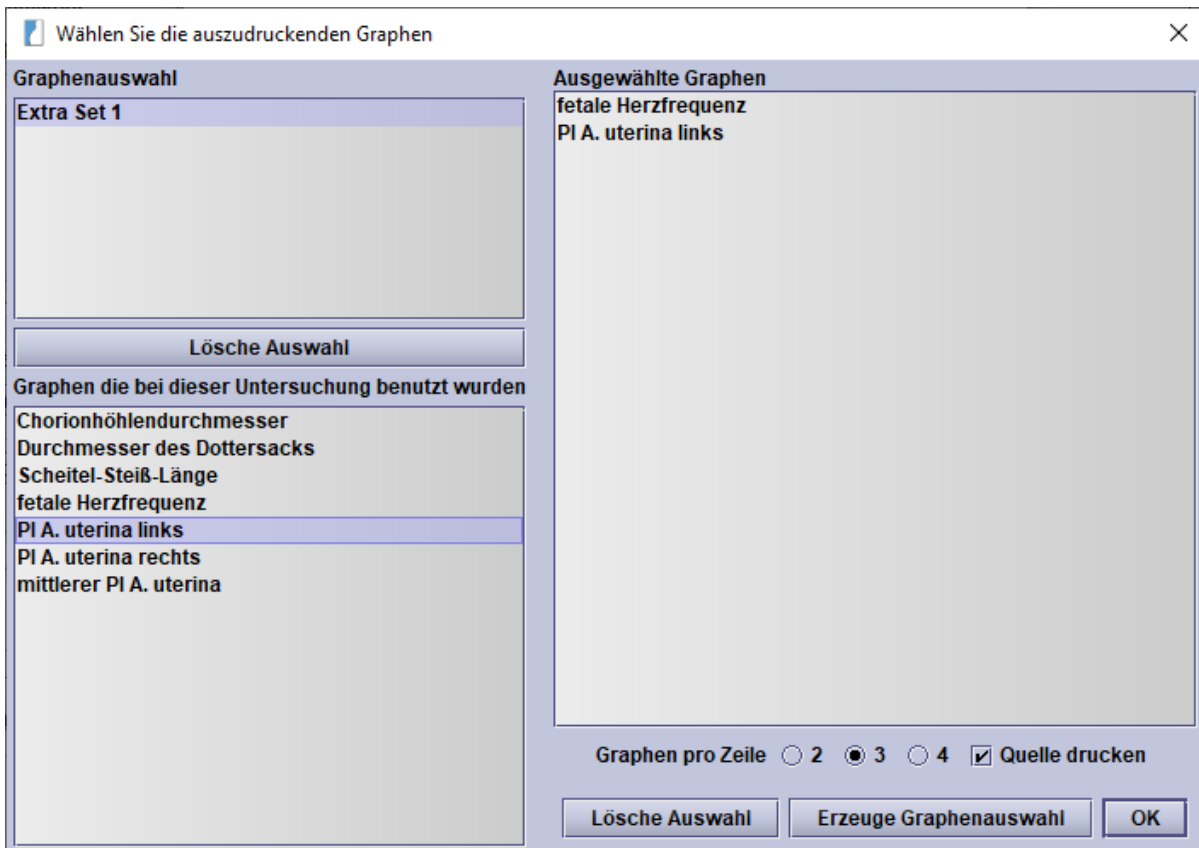 Wählen Sie die auszudruckenden Graphen
Graphenauswahl
Extra Set 1
Lösche Auswahl
Graphen die bei dieser Untersuchung benutzt wurden
Chorionhöhlendurchmesser
Durchmesser des Dottersacks
Scheitel-Steiß-Länge
fetale Herzfrequenz
PI A. uterina links
PI A. uterina rechts
mittlerer PI A. uterina
Ausgewählte Graphen
fetale Herzfrequenz
PI A. uterina links
Graphen pro Zeile 2 3 4 Quelle drucken
Lösche Auswahl Erzeuge Graphenauswahl OK